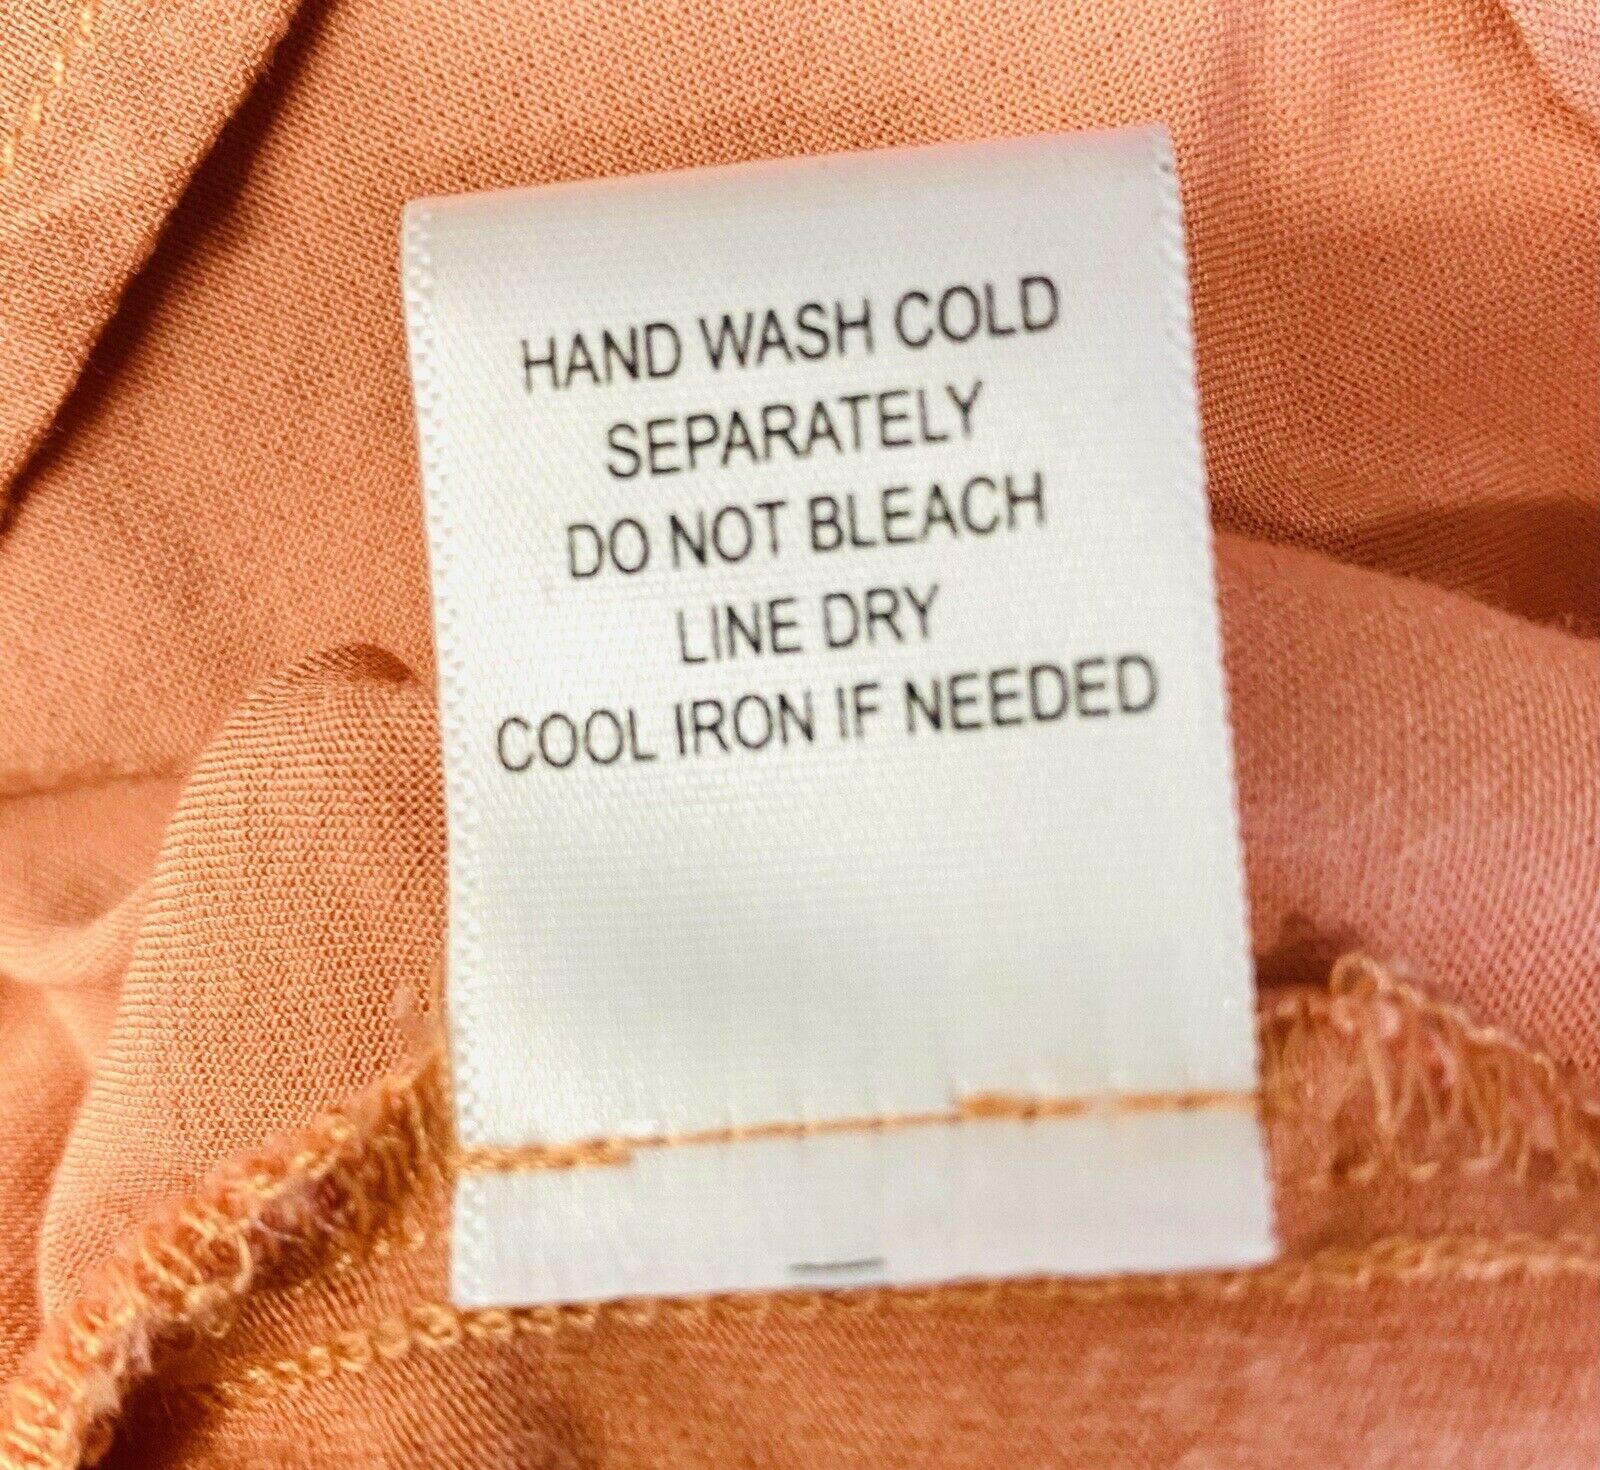 HAND WASH COLD
SEPARATELY
DO NOT BLEACH
LINE DRY
COOL IRON IF NEEDED